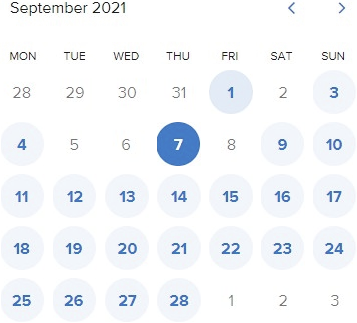 September 2021
MON TUE WED THU FRI SAT SUN
28 29 30 31 1 2 3
4 5 6 7 8 9 10
11 12 13 14 15 16 17
18 19 20 21 22 23 24
25 26 27 28 1 2 3